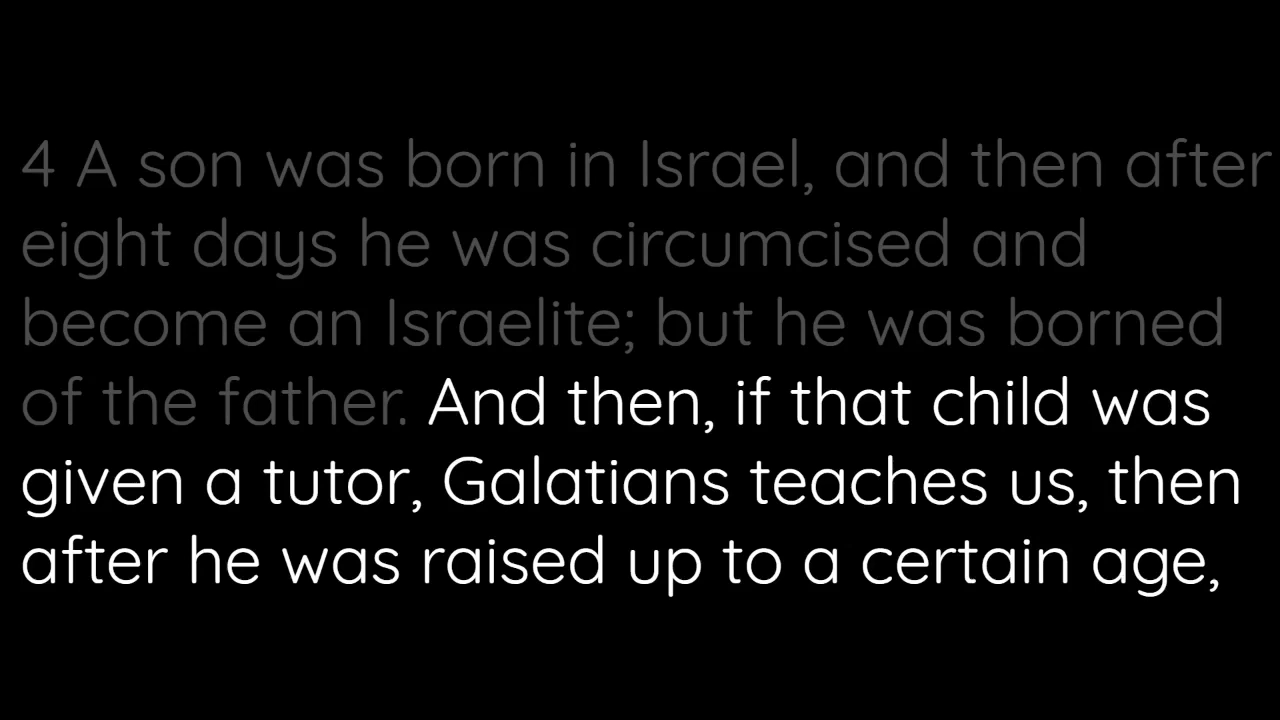 4 A son was born in Israel, and then after
eight days he was circumcised and
become an Israelite; but he was borned
of the father. And then, if that child was
given a tutor, Galatians teaches us, then
after he was raised up to a certain age,